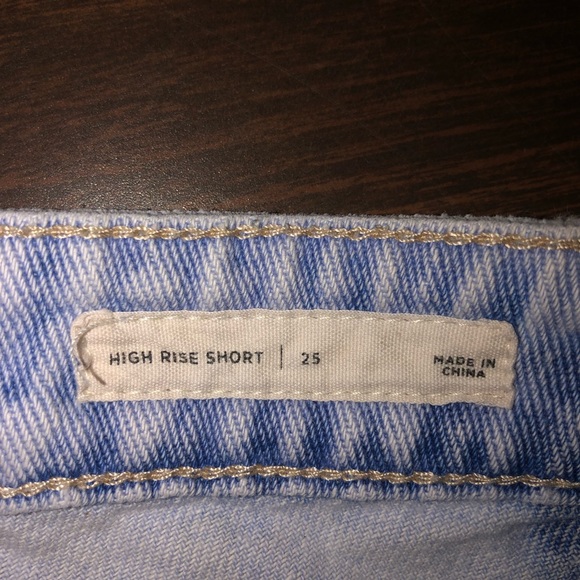 HIGH RISE SHORT | 25 MADE IN
CHINA